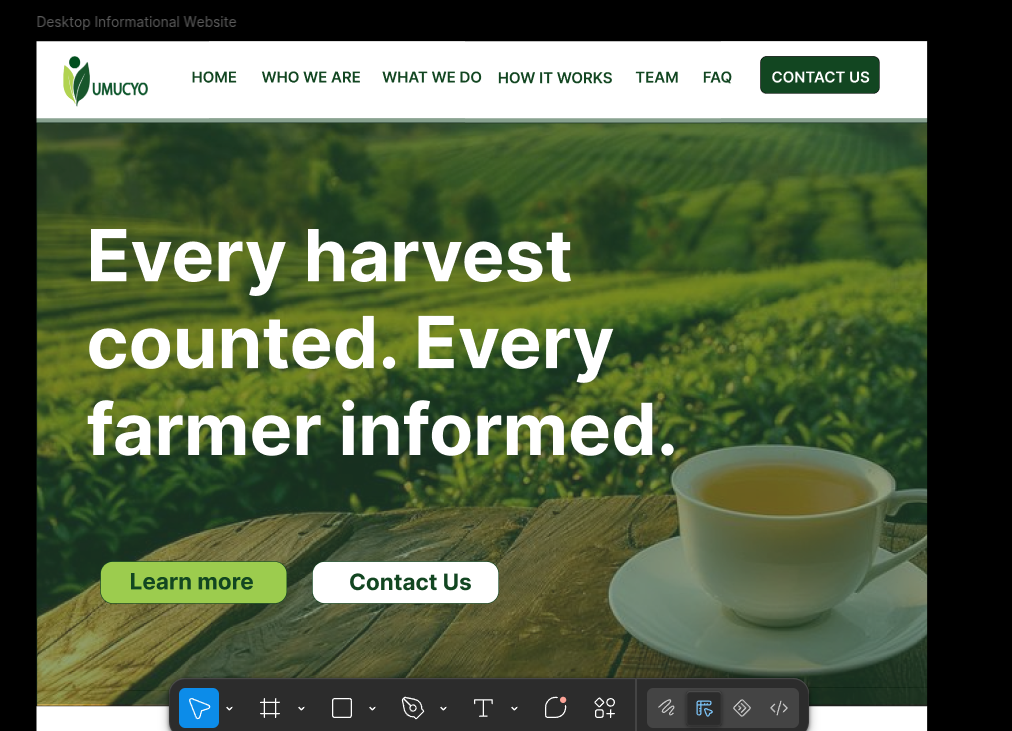 Desktop Informational Website
UMUCYO
HOME WHO WE ARE WHAT WE DO HOW IT WORKS TEAM FAQ CONTACT US
Every harvest
counted. Every
farmer informed.
Learn more Contact Us